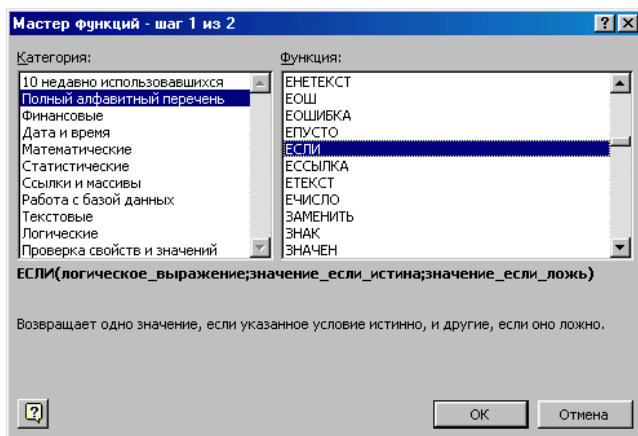 Мастер функций - шаг 1 из 2
Категория:
10 недавно использовавшихся
Полный алфавитный перечень
Финансовые
Дата и время
Математические
Статистические
Ссылки и массивы
Работа с базой данных
Текстовые
Логические
Проверка свойств и значений
Функция:
ЕНЕТЕКСТ
ЕОШ
ЕОШИБКА
ЕПУСТО
ЕСЛИ
ЕССЫЛКА
ЕТЕКСТ
ЕЧИСЛО
ЗАМЕНИТЬ
ЗНАК
ЗНАЧЕН
ЕСЛИ(логическое_выражение;значение_если_истина;значение_если_ложь)
Возвращает одно значение, если указанное условие истинно, и другие, если оно ложно.
OK
Отмена